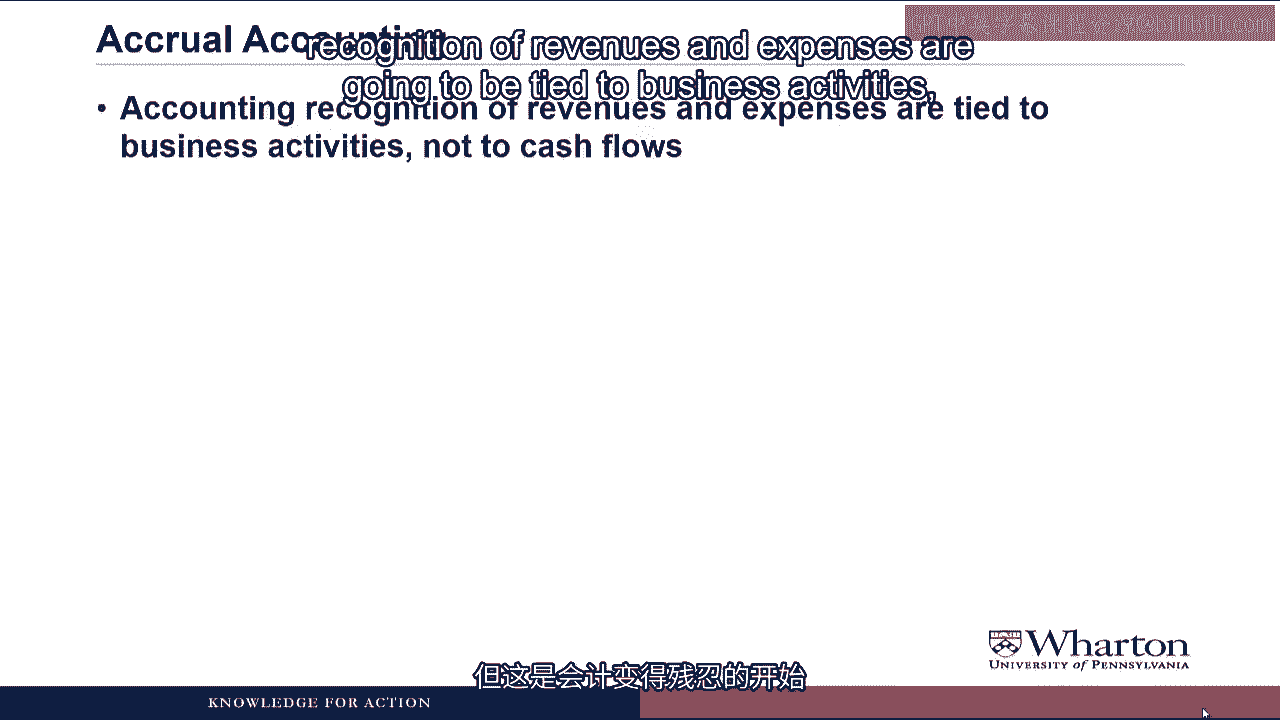 Accrual Accounting
recognition of revenues and expenses are
going to be tied to business activities,
• Accounting recognition of revenues and expenses are tied to
business activities, not to cash flows
Wharton
UNIVERSITY of PENNSYLVANIA
但这是会计变得残忍的开始
KNOWLEDGE FOR ACTION